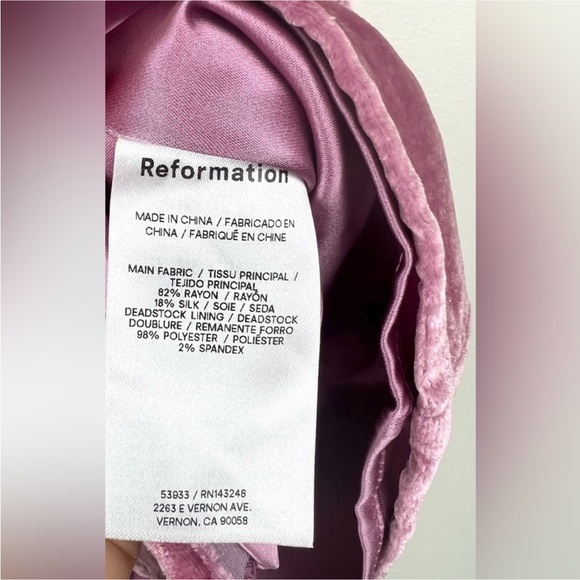 Reformation
MADE IN CHINA / FABRICADO EN
CHINA / FABRIQUÉ EN CHINE
MAIN FABRIC / TISSU PRINCIPAL /
TEJIDO PRINCIPAL
82% RAYON / RAYÓN
18% SILK / SOIE / SEDA
DEADSTOCK LINING / DEADSTOCK
DOUBLURE / REMANENTE FORRO
98% POLYESTER / POLIÉSTER
2% SPANDEX
53933 / RN143248
2263 E VERNON AVE.
VERNON, CA 90058